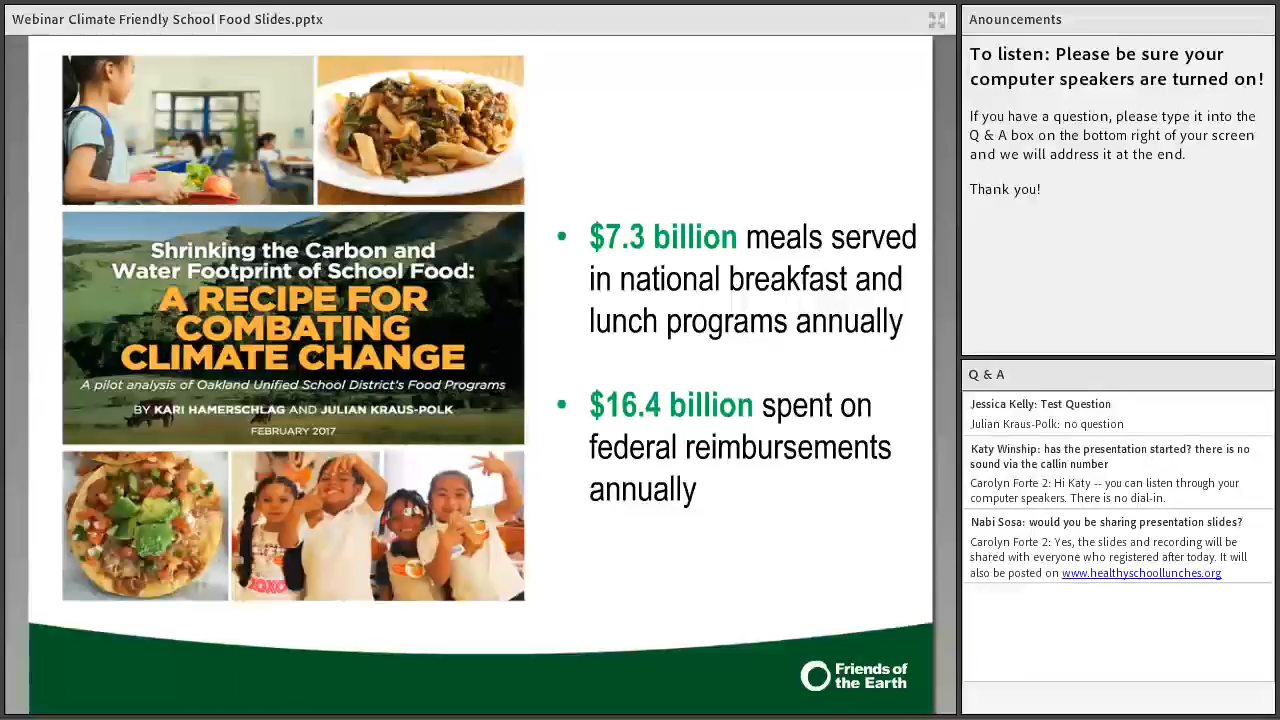 Webinar Climate Friendly School Food Slides.pptx
Shrinking the Carbon and
Water Footprint of School Food:
A RECIPE FOR
COMBATING
CLIMATE CHANGE
A pilot analysis of Oakland Unified School District's Food Programs
BY KARI HAMERSCHLAG AND JULIAN KRAUS-POLK
FEBRUARY 2017
XOXO
• $7.3 billion meals served
in national breakfast and
lunch programs annually
• $16.4 billion spent on
federal reimbursements
annually
Friends of
the Earth
Anouncements
To listen: Please be sure your
computer speakers are turned on!
If you have a question, please type it into the
Q & A box on the bottom right of your screen
and we will address it at the end.
Thank you!
Q & A
Jessica Kelly: Test Question
Julian Kraus-Polk: no question
Katy Winship: has the presentation started? there is no
sound via the callin number
Carolyn Forte 2: Hi Katy -- you can listen through your
computer speakers. There is no dial-in.
Nabi Sosa: would you be sharing presentation slides?
Carolyn Forte 2: Yes, the slides and recording will be
shared with everyone who registered after today. It will
also be posted on www.healthyschoollunches.org